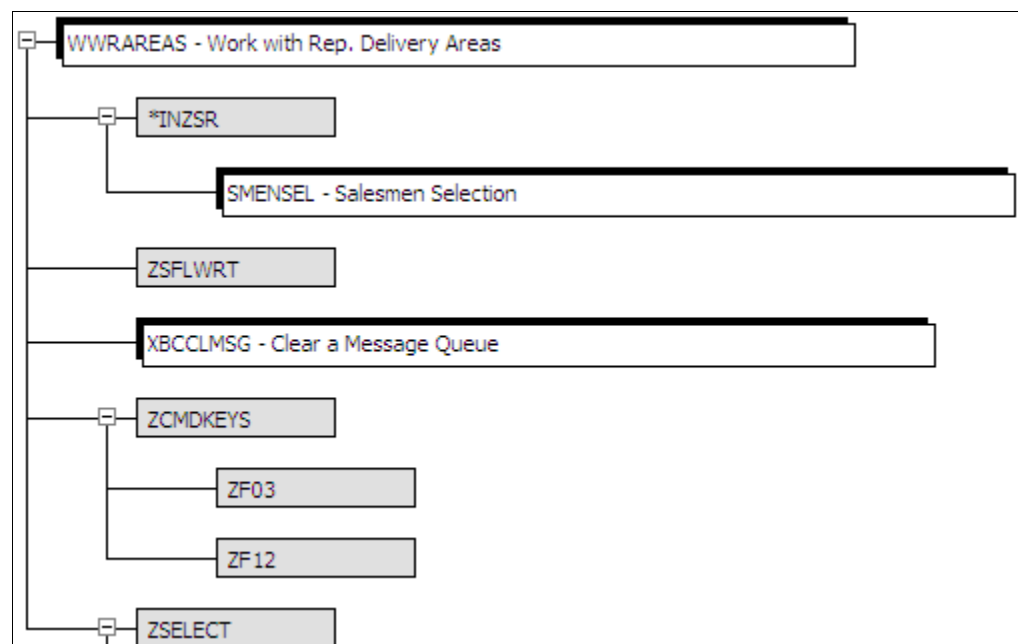 WWRAREAS - Work with Rep. Delivery Areas
*INZSR
SMENSEL - Salesmen Selection
ZSFLWRT
XBCCLMSG - Clear a Message Queue
ZCMDKEYS
ZF03
ZF12
ZSELECT